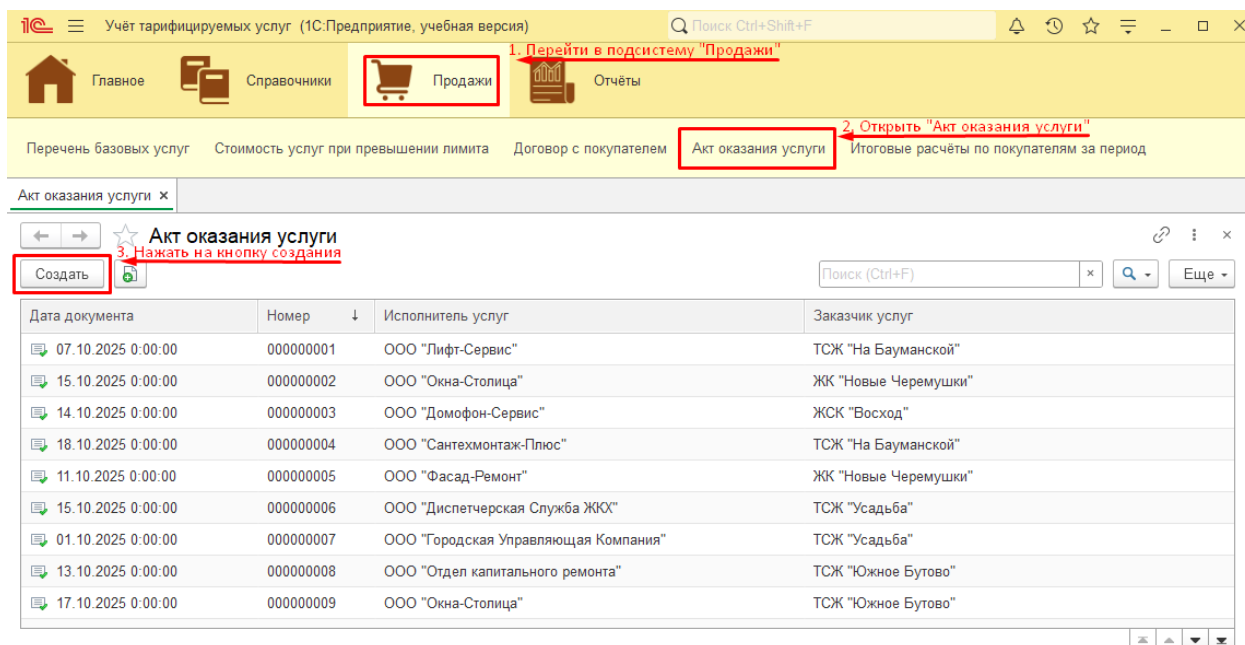 Учёт тарифицируемых услуг (1С:Предприятие, учебная версия) Поиск Ctrl+Shift+F
1. Перейти в подсистему "Продажи"
Главное Справочники Продажи Отчёты
2. Открыть "Акт оказания услуги"
Перечень базовых услуг Стоимость услуг при превышении лимита Договор с покупателем Акт оказания услуги Итоговые расчёты по покупателям за период
Акт оказания услуги
Акт оказания услуги
3. Нажать на кнопку создания
Создать Поиск (Ctrl+F) Еще
Дата документа Номер Исполнитель услуг Заказчик услуг
07.10.2025 0:00:00 000000001 ООО "Лифт-Сервис" ТСЖ "На Бауманской"
15.10.2025 0:00:00 000000002 ООО "Окна-Столица" ЖК "Новые Черемушки"
14.10.2025 0:00:00 000000003 ООО "Домофон-Сервис" ЖСК "Восход"
18.10.2025 0:00:00 000000004 ООО "Сантехмонтаж-Плюс" ТСЖ "На Бауманской"
11.10.2025 0:00:00 000000005 ООО "Фасад-Ремонт" ЖК "Новые Черемушки"
15.10.2025 0:00:00 000000006 ООО "Диспетчерская Служба ЖКХ" ТСЖ "Усадьба"
01.10.2025 0:00:00 000000007 ООО "Городская Управляющая Компания" ТСЖ "Усадьба"
13.10.2025 0:00:00 000000008 ООО "Отдел капитального ремонта" ТСЖ "Южное Бутово"
17.10.2025 0:00:00 000000009 ООО "Окна-Столица" ТСЖ "Южное Бутово"